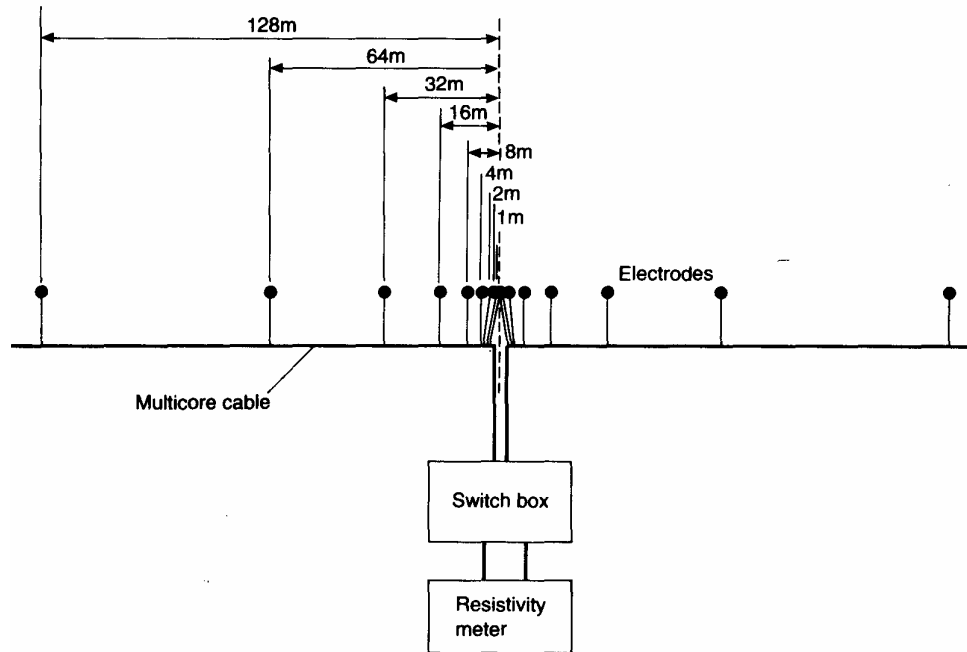 128m
64m
32m
16m
8m
4m
2m
1m
Electrodes
Multicore cable
Switch box
Resistivity
meter